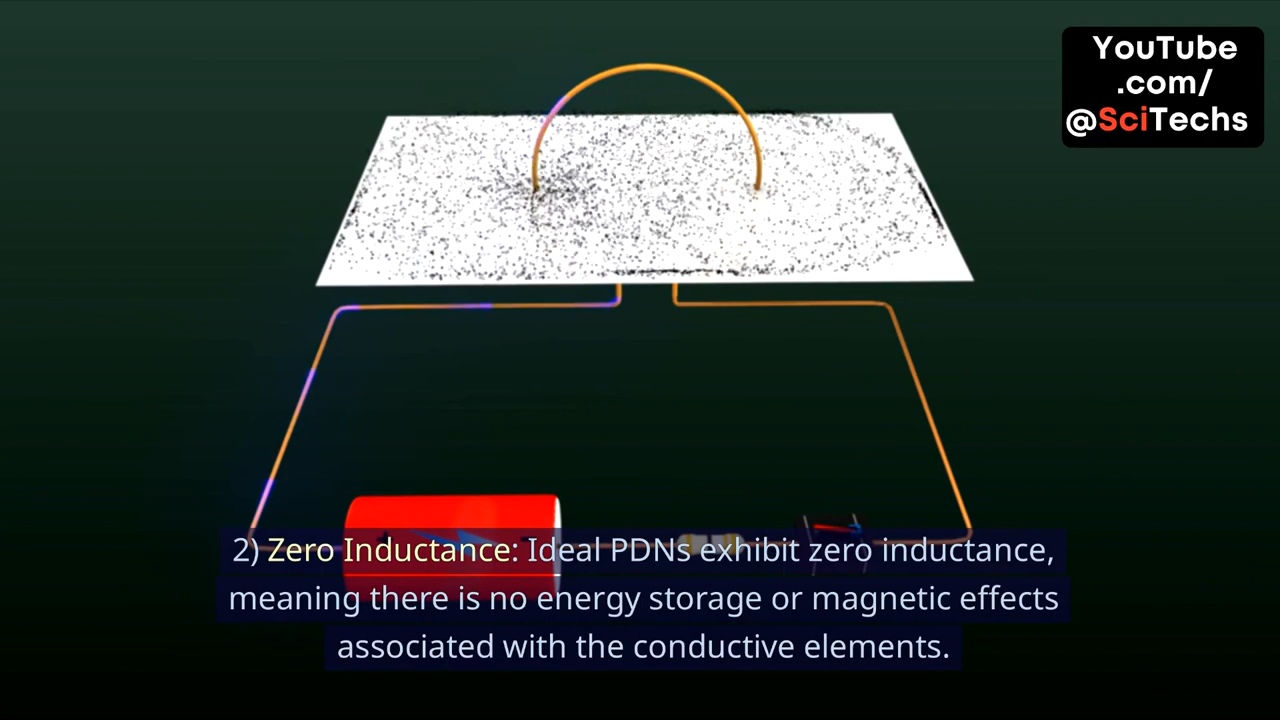 YouTube
.com/
@SciTechs
2) Zero Inductance: Ideal PDNs exhibit zero inductance,
meaning there is no energy storage or magnetic effects
associated with the conductive elements.